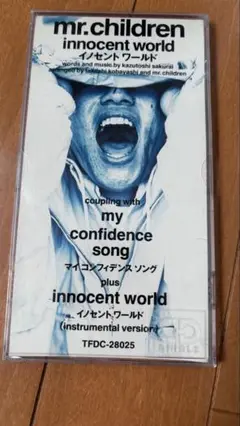 mr.children
innocent world
イノセント ワールド
words and music by kazutoshi sakurai
arranged by takeshi kobayashi and mr.children
coupling with
my
confidence
song
マイ コンフィデンス ソング
plus
innocent world
イノセント ワールド
(instrumental version)
TFDC-28025